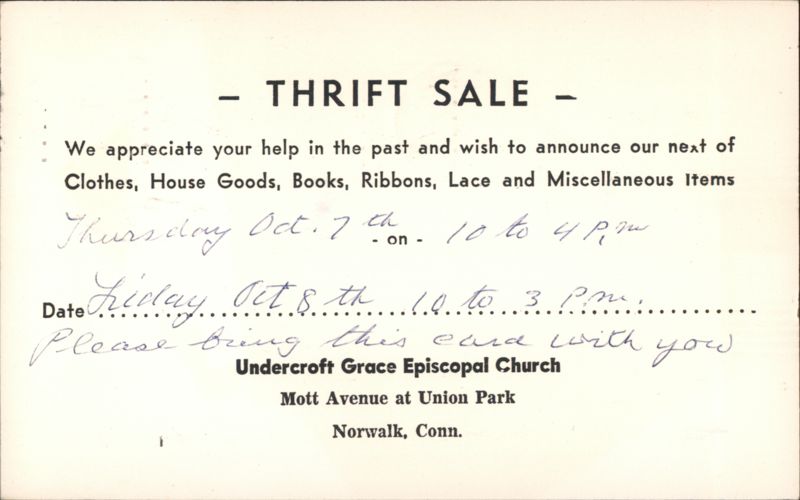 - THRIFT SALE -
We appreciate your help in the past and wish to announce our next of
Clothes, House Goods, Books, Ribbons, Lace and Miscellaneous Items
Thursday Oct. 7th 10 to 4 P.m
- on -
Date Friday Oct 8th 10 to 3 P.m.
Please bring this card with you
Undercroft Grace Episcopal Church
Mott Avenue at Union Park
Norwalk, Conn.